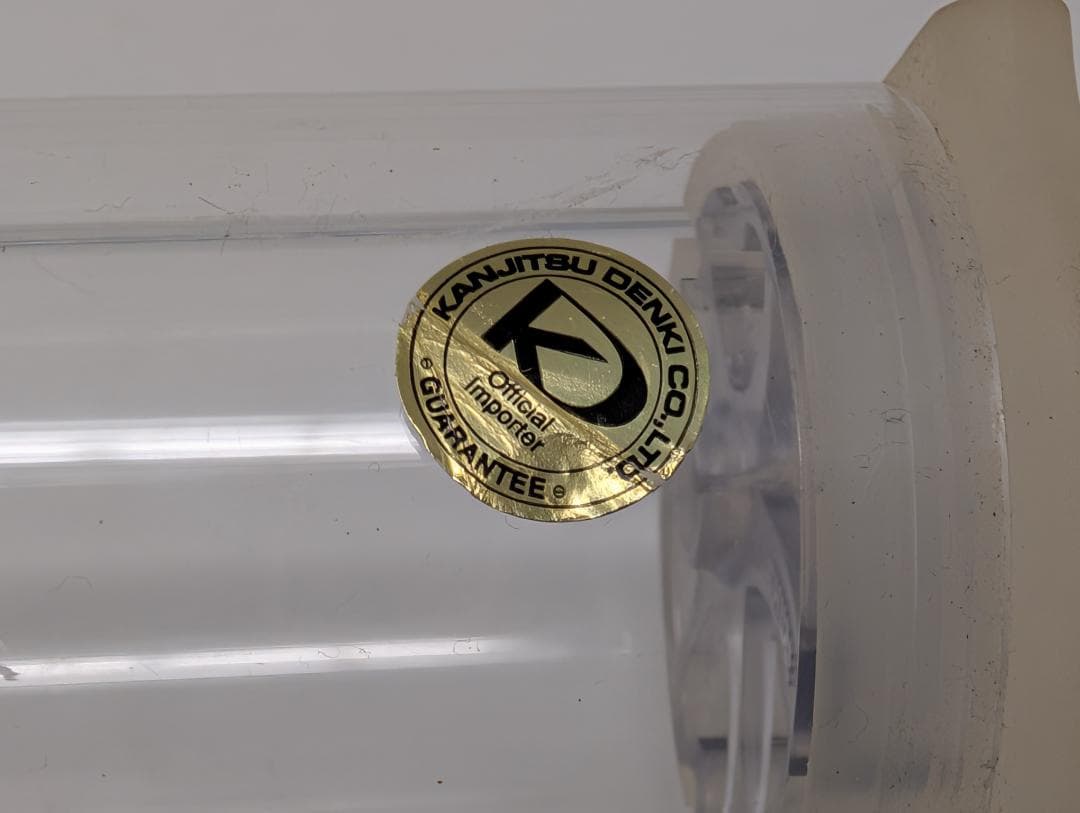 KANJITSU DENKI CO.,LTD.
KD
Official
Importer
GUARANTEE